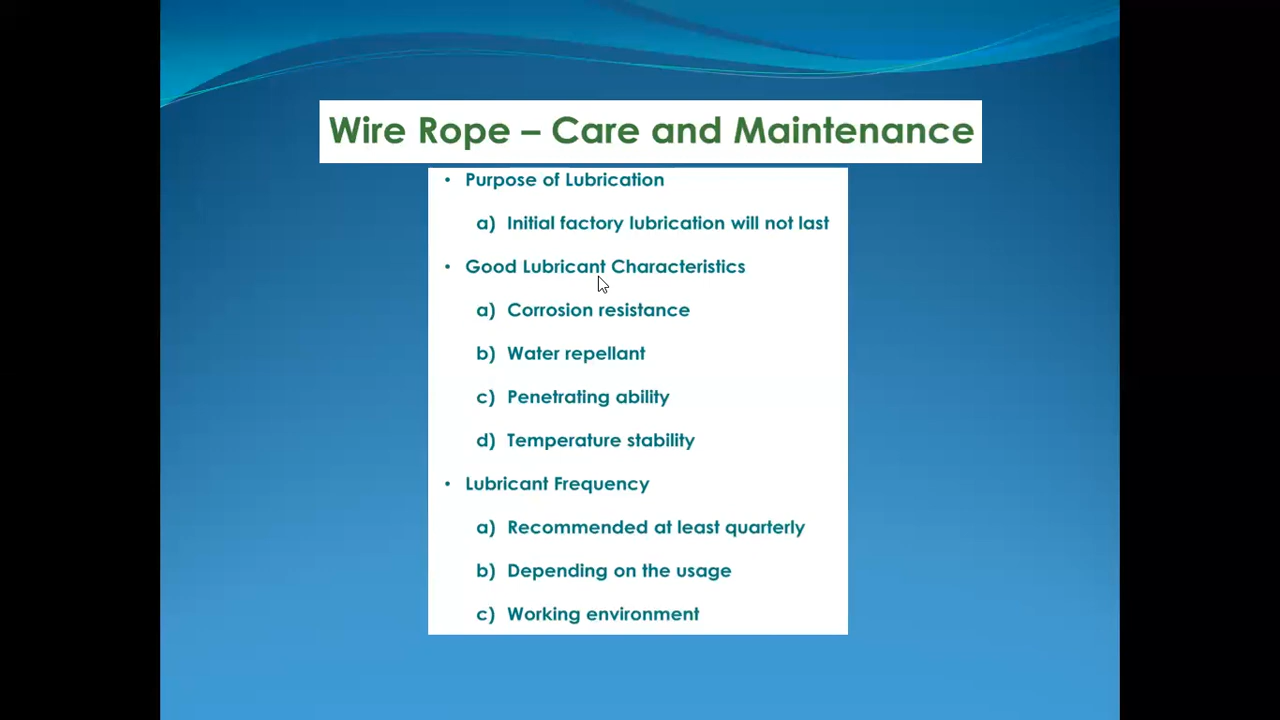 Wire Rope – Care and Maintenance
• Purpose of Lubrication
a) Initial factory lubrication will not last
• Good Lubricant Characteristics
a) Corrosion resistance
b) Water repellant
c) Penetrating ability
d) Temperature stability
• Lubricant Frequency
a) Recommended at least quarterly
b) Depending on the usage
c) Working environment